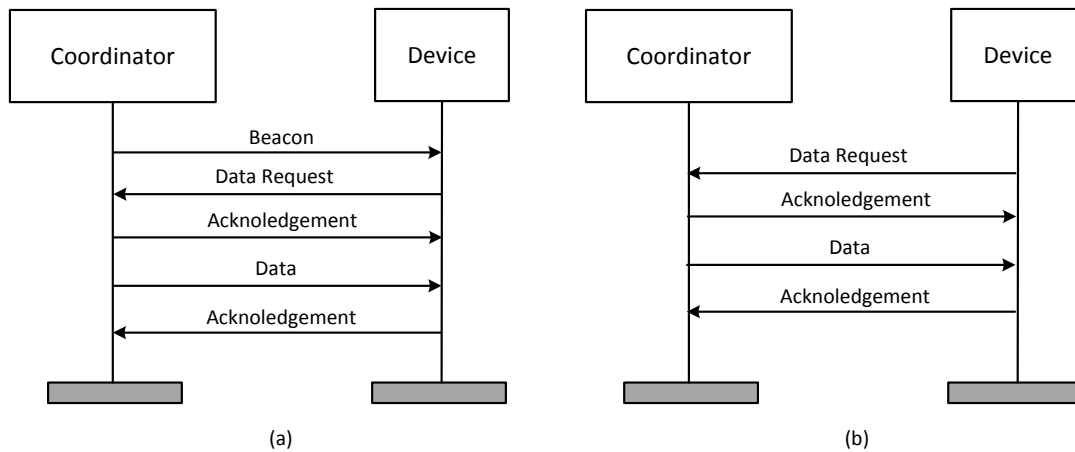 Coordinator
Device
Beacon
Data Request
Acknoledgement
Data
Acknoledgement
(a)
Coordinator
Device
Data Request
Acknoledgement
Data
Acknoledgement
(b)